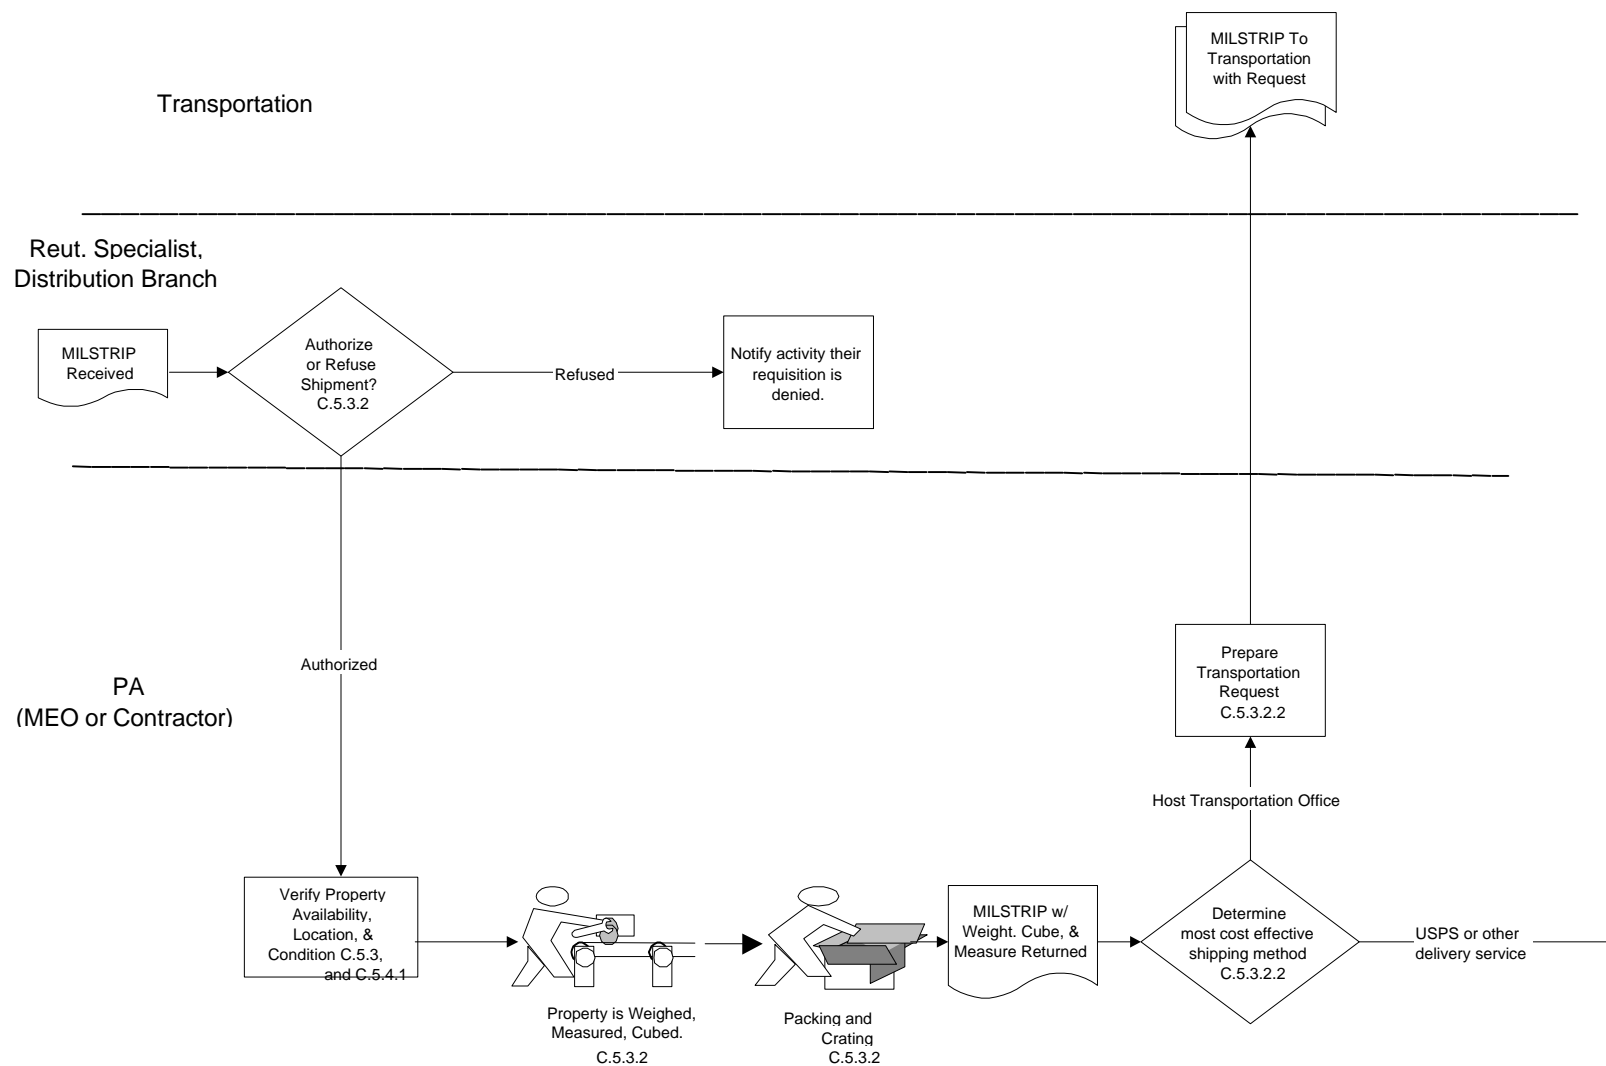 MILSTRIP To
Transportation
with Request
Transportation
Reut. Specialist,
Distribution Branch
MILSTRIP
Received
Authorize
or Refuse
Shipment?
C.5.3.2
Refused
Notify activity their
requisition is
denied.
Authorized
PA
(MEO or Contractor)
Prepare
Transportation
Request
C.5.3.2.2
Host Transportation Office
Verify Property
Availability,
Location, &
Condition C.5.3,
and C.5.4.1
Property is Weighed,
Measured, Cubed.
C.5.3.2
Packing and
Crating
C.5.3.2
MILSTRIP w/
Weight. Cube, &
Measure Returned
Determine
most cost effective
shipping method
C.5.3.2.2
USPS or other
delivery service